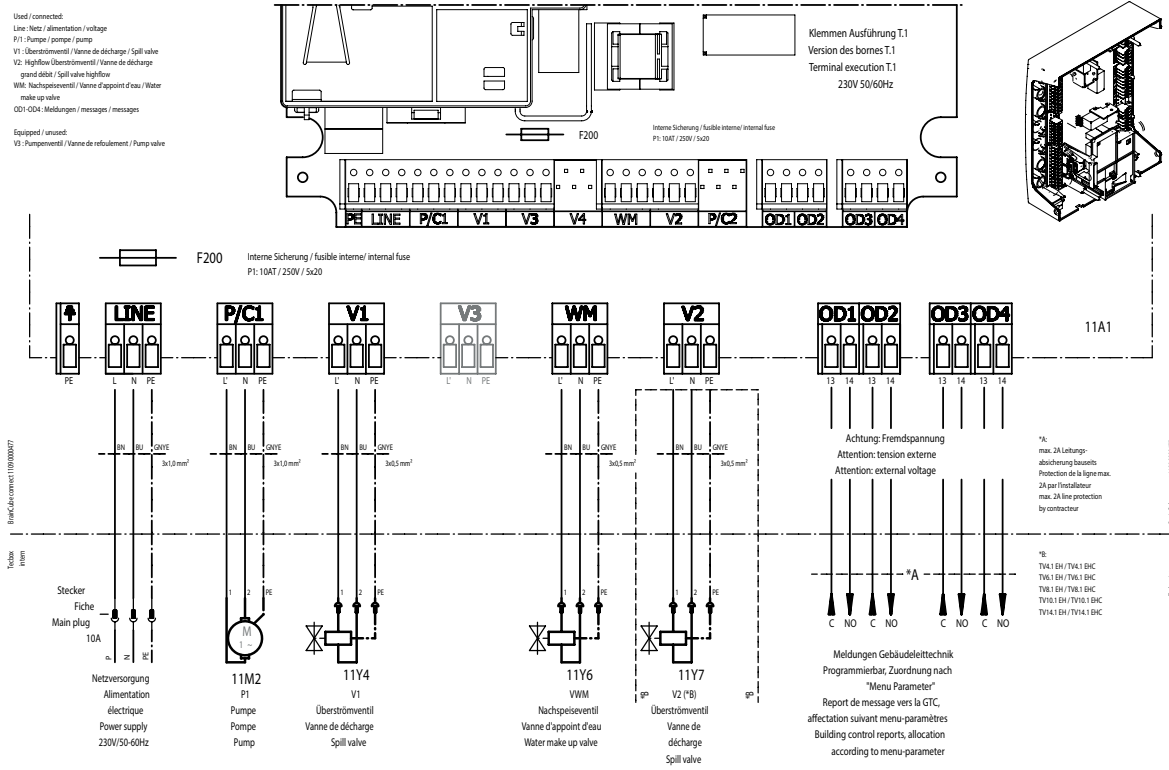 Used / connected:
Line : Netz / alimentation / voltage
P/1 : Pumpe / pompe / pump
V1 : Überströmventil / Vanne de décharge / Spill valve
V2: Highflow Überströmventil / Vanne de décharge
grand débit / Spill valve highflow
WM: Nachspeiseventil / Vanne d'appoint d'eau / Water
make up valve
OD1-OD4 : Meldungen / messages / messages
Equipped / unused:
V3 : Pumpenventil / Vanne de refoulement / Pump valve
Klemmen Ausführung T.1
Version des bornes T.1
Terminal execution T.1
230V 50/60Hz
F200
Interne Sicherung / fusible interne/ internal fuse
P1: 10AT / 250V / 5x20
PE LINE P/C1 V1 V3 V4 WM V2 P/C2 OD1 OD2 OD3 OD4
F200
Interne Sicherung / fusible interne/ internal fuse
P1: 10AT / 250V / 5x20
LINE P/C1 V1 V3 WM V2 OD1 OD2 OD3 OD4
11A1
PE L N PE L' N PE L' N PE L' N PE L' N PE L' N PE 13 14 13 14 13 14 13 14
BN BU GNYE
3x1,0 mm²
BN BU GNYE
3x1,0 mm²
BN BU GNYE
3x0,5 mm²
BN BU GNYE
3x0,5 mm²
BN BU GNYE
3x0,5 mm²
Achtung: Fremdspannung
Attention: tension externe
Attention: external voltage
*A:
max. 2A Leitungs-
absicherung bauseits
Protection de la ligne max.
2A par l'installateur
max. 2A line protection
by contracteur
BrainCube connect 11090000477
Tecbox
intern
*B:
TV4.1 EH / TV4.1 EHC
TV6.1 EH / TV6.1 EHC
TV8.1 EH / TV8.1 EHC
TV10.1 EH / TV10.1 EHC
TV14.1 EH / TV14.1 EHC
*A
Stecker
Fiche
Main plug
10A
P N PE
1 2 PE
M
1 ~
1 2 PE
1 2 PE
1 2 PE
C NO C NO C NO C NO
Netzversorgung
Alimentation
électrique
Power supply
230V/50-60Hz
11M2
P1
Pumpe
Pompe
Pump
11Y4
V1
Überströmventil
Vanne de décharge
Spill valve
11Y6
VWM
Nachspeiseventil
Vanne d'appoint d'eau
Water make up valve
*B
11Y7
V2 (*B)
Überströmventil
Vanne de
décharge
Spill valve
*B
Meldungen Gebäudeleittechnik
Programmierbar, Zuordnung nach
"Menu Parameter"
Report de message vers la GTC,
affectation suivant menu-paramètres
Building control reports, allocation
according to menu-parameter